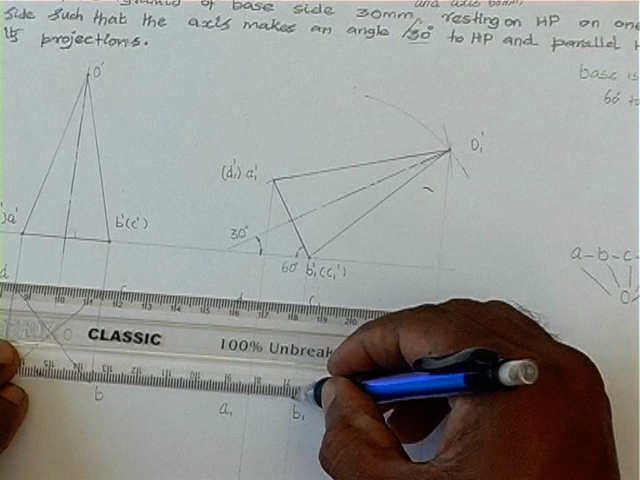 of base side 30mm and axis 60mm, resting on HP on one
side such that the axis makes an angle 30° to HP and parallel
its projections.
base is
60 to
O'
O₁'
(d₁') a₁'
a'
b'(c')
30°
60° b₁'(c₁')
a-b-c-
O
d
c
d
c
CLASSIC
100% Unbreak
b
a₁
b₁